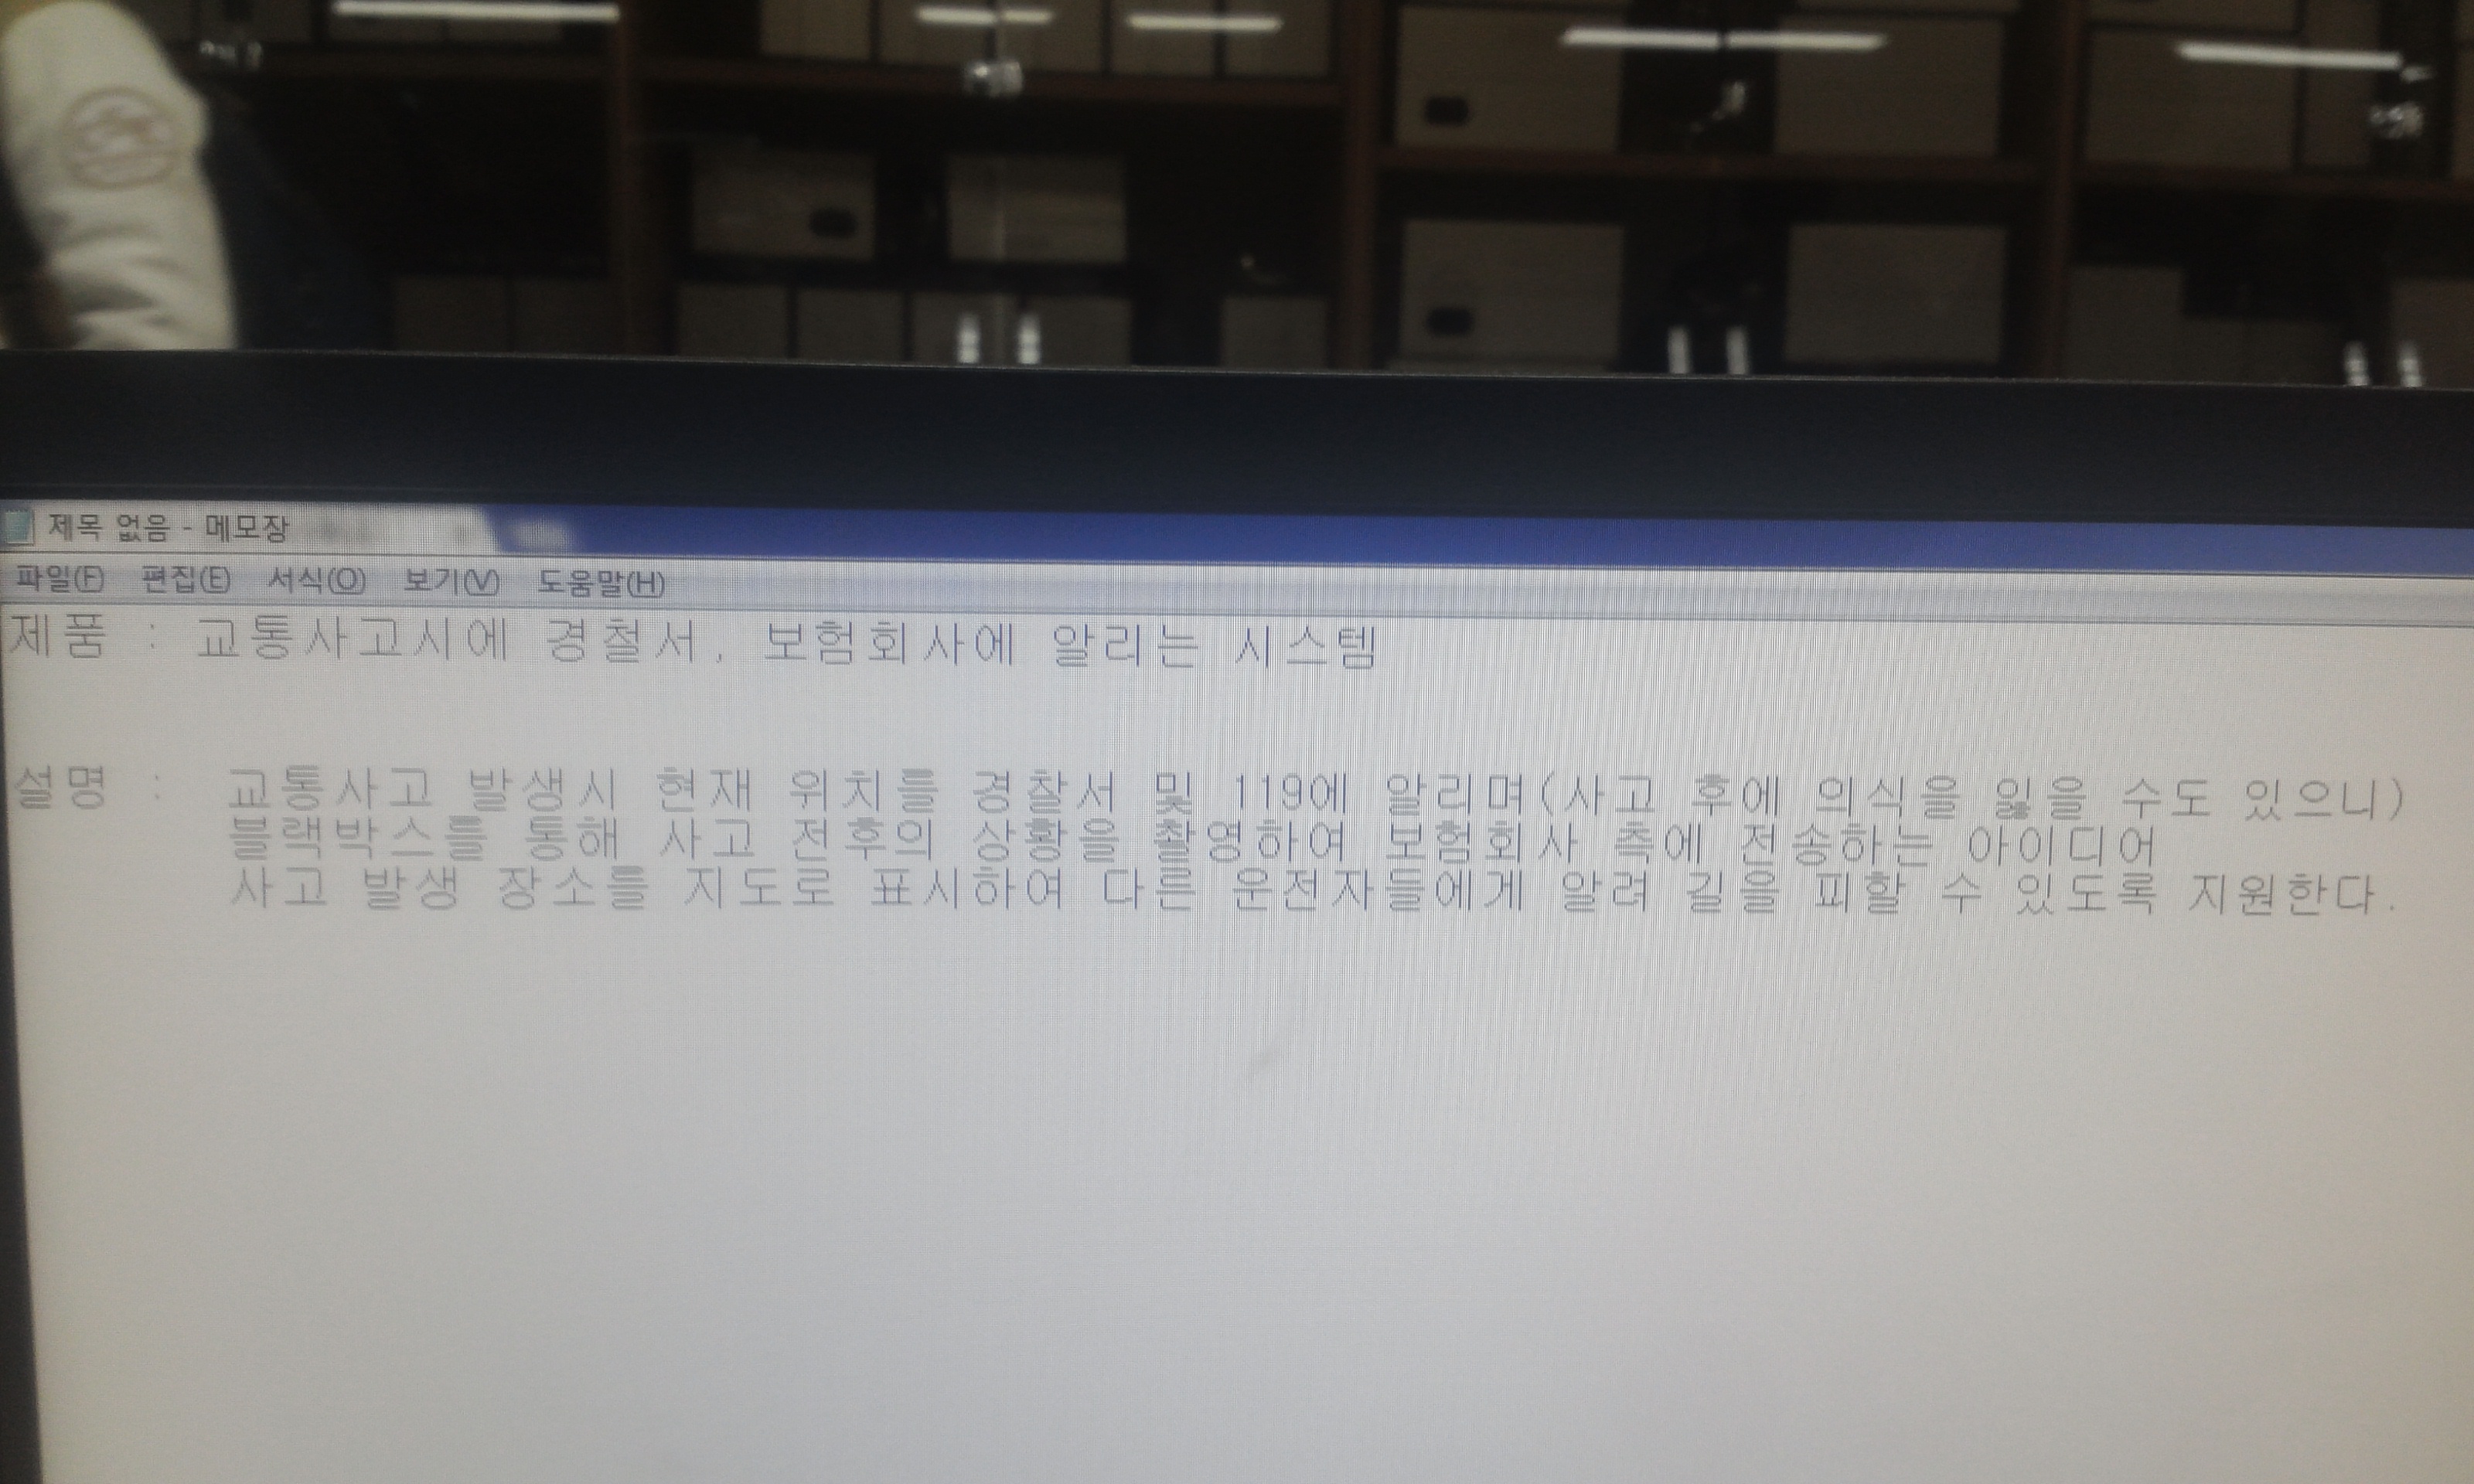 제목 없음 - 메모장
파일(F) 편집(E) 서식(O) 보기(V) 도움말(H)
제품 : 교통사고시에 경철서, 보험회사에 알리는 시스템
설명 : 교통사고 발생시 현재 위치를 경찰서 및 119에 알리며(사고 후에 의식을 잃을 수도 있으니)
블랙박스를 통해 사고 전후의 상황을 촬영하여 보험회사 측에 전송하는 아이디어
사고 발생 장소를 지도로 표시하여 다른 운전자들에게 알려 길을 피할 수 있도록 지원한다.